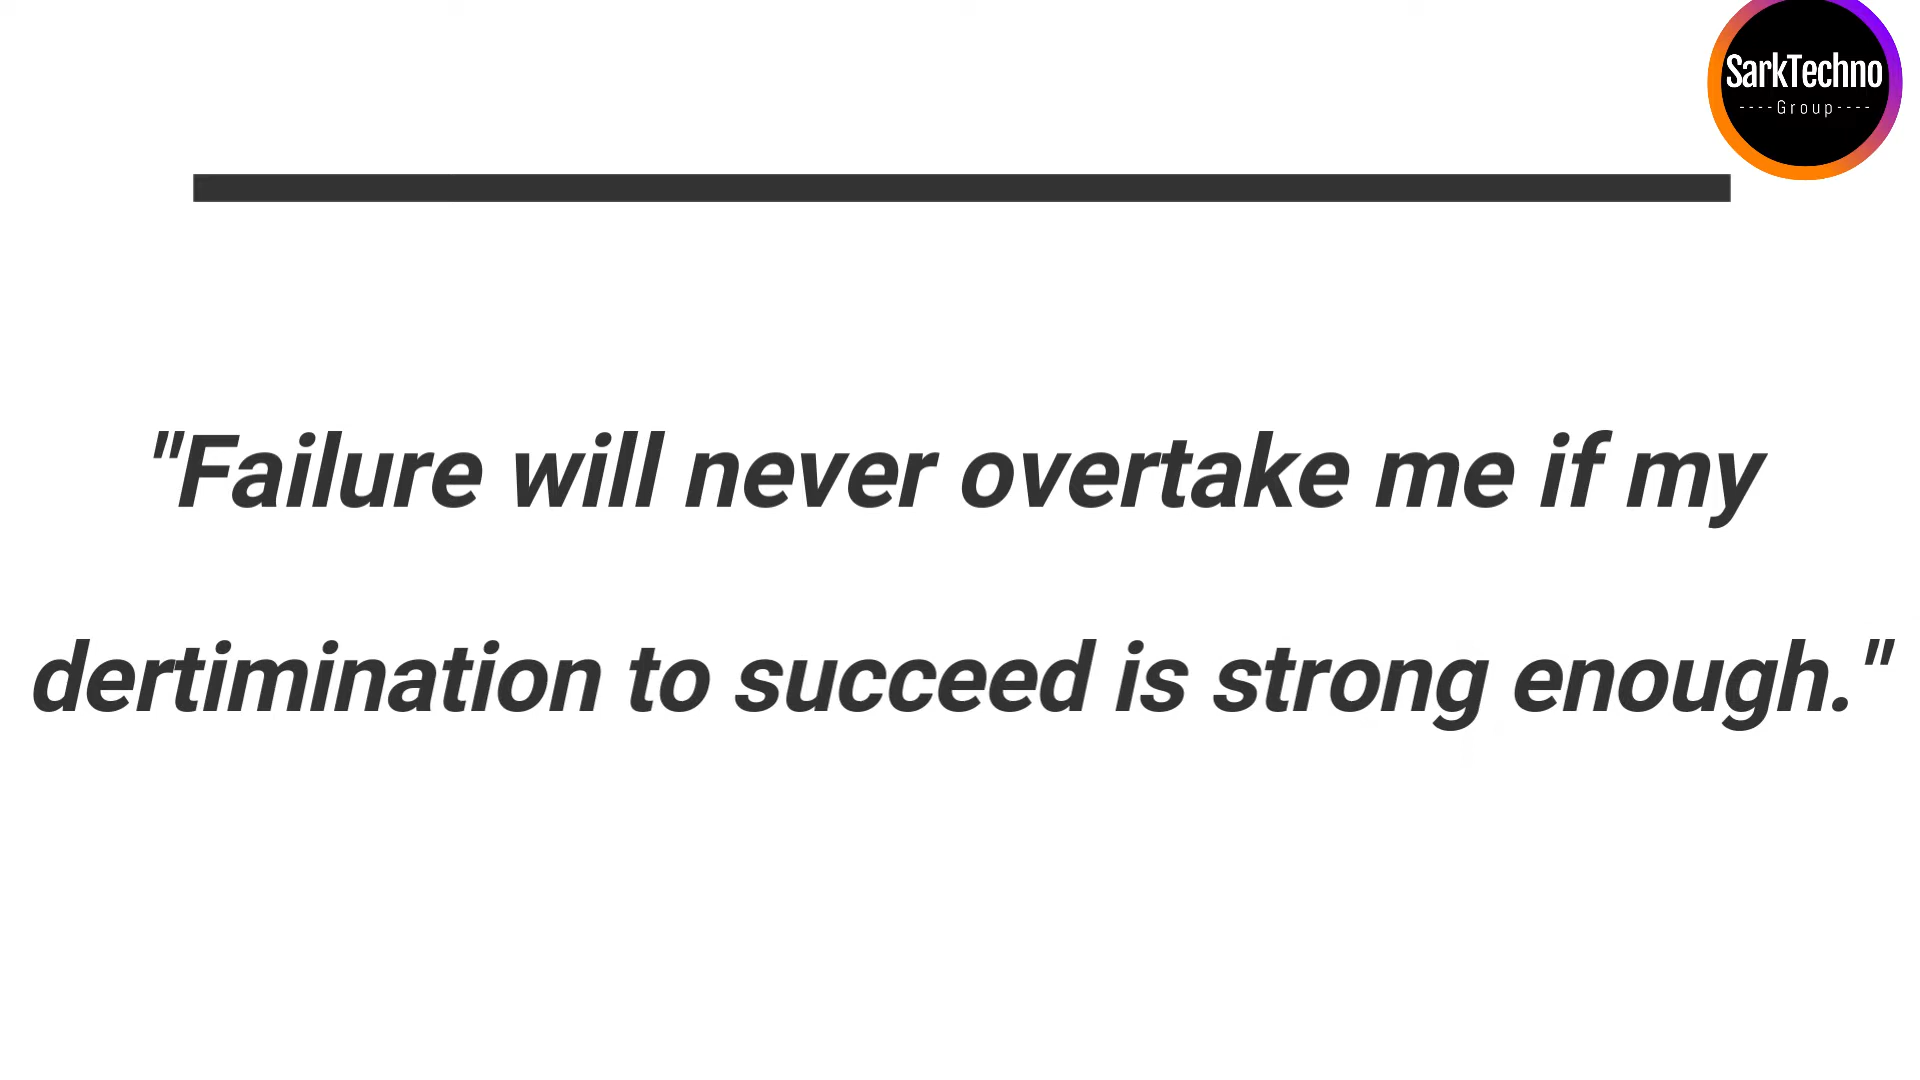 SarkTechno
----Group----
"Failure will never overtake me if my
dertimination to succeed is strong enough."